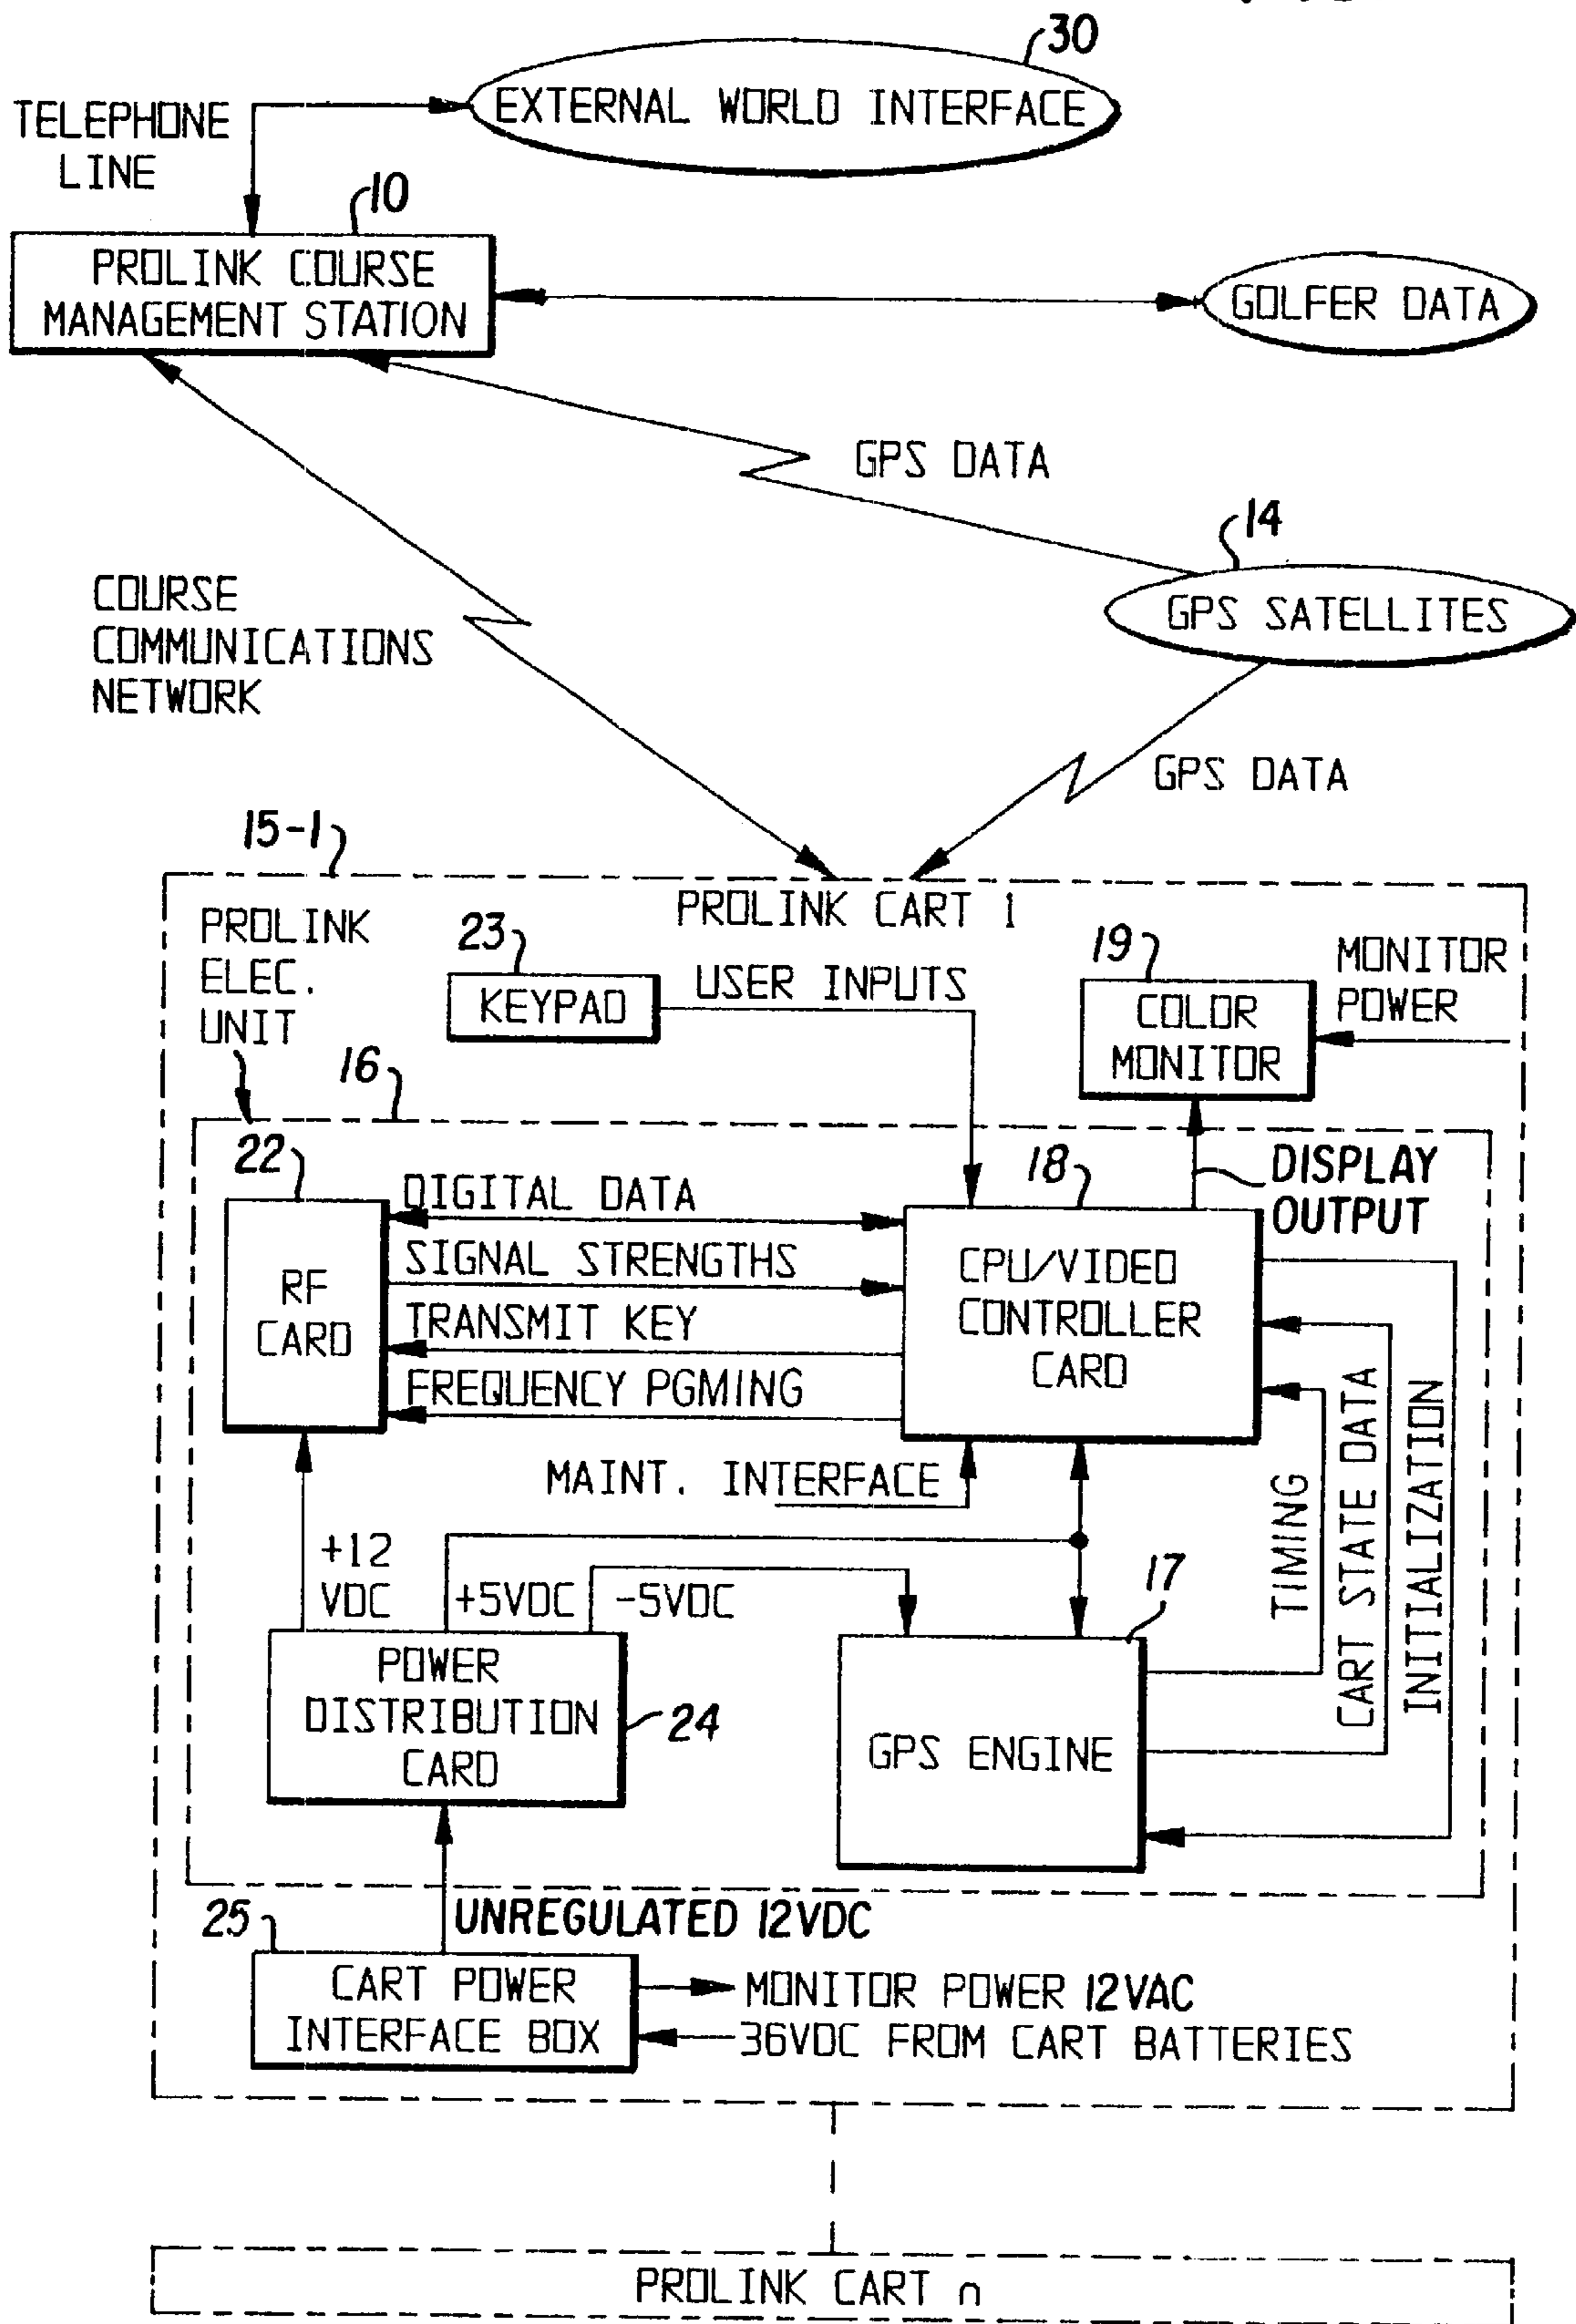 30
EXTERNAL WORLD INTERFACE
TELEPHONE
LINE
10
PROLINK COURSE
MANAGEMENT STATION
GOLFER DATA
GPS DATA
14
GPS SATELLITES
COURSE
COMMUNICATIONS
NETWORK
GPS DATA
15-1
PROLINK CART 1
PROLINK
ELEC.
UNIT
23
KEYPAD
USER INPUTS
19
COLOR
MONITOR
MONITOR
POWER
16
22
RF
CARD
DIGITAL DATA
SIGNAL STRENGTHS
TRANSMIT KEY
FREQUENCY PGMING
18
CPU/VIDEO
CONTROLLER
CARD
DISPLAY
OUTPUT
MAINT. INTERFACE
TIMING
CART STATE DATA
INITIALIZATION
+12
VDC
+5VDC
-5VDC
17
POWER
DISTRIBUTION
CARD
24
GPS ENGINE
25
UNREGULATED 12VDC
CART POWER
INTERFACE BOX
MONITOR POWER 12VAC
36VDC FROM CART BATTERIES
PROLINK CART n